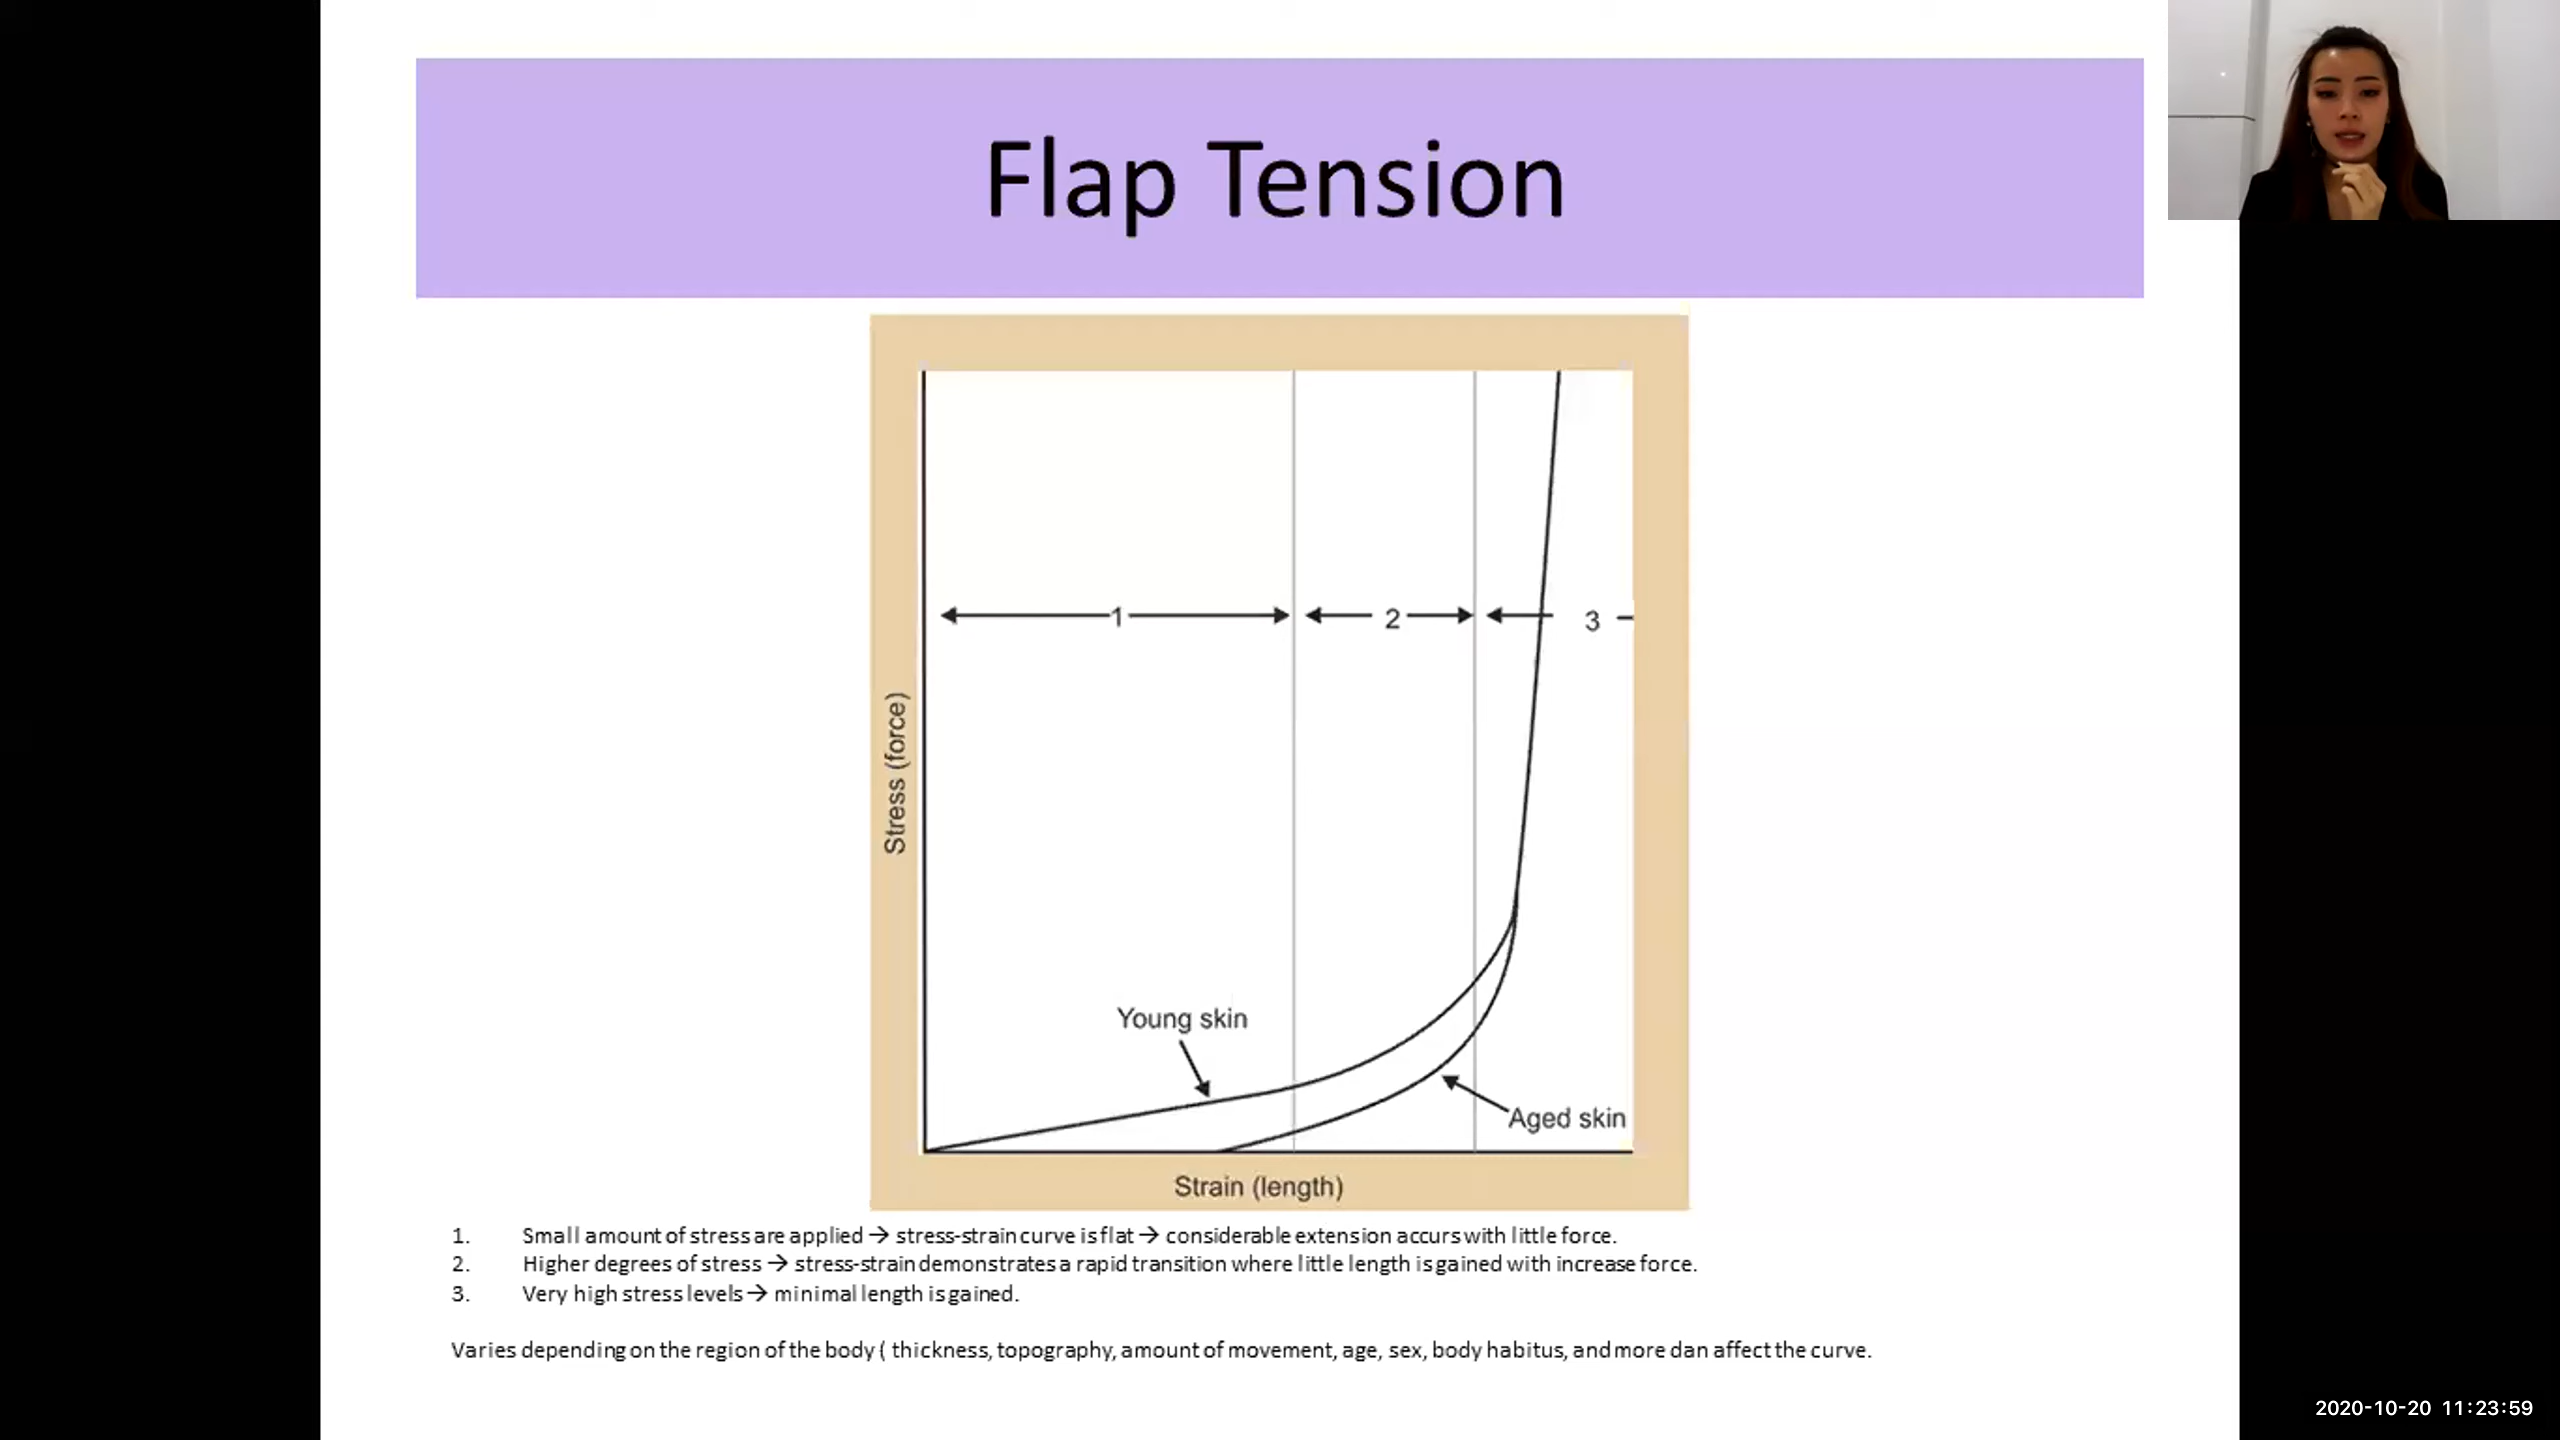 Flap Tension
1
2
3
Stress (force)
Young skin
Aged skin
Strain (length)
1. Small amount of stress are applied → stress-strain curve is flat → considerable extension accurs with little force.
2. Higher degrees of stress → stress-strain demonstrates a rapid transition where little length is gained with increase force.
3. Very high stress levels → minimal length is gained.
Varies depending on the region of the body ( thickness, topography, amount of movement, age, sex, body habitus, and more dan affect the curve.
2020-10-20 11:23:59